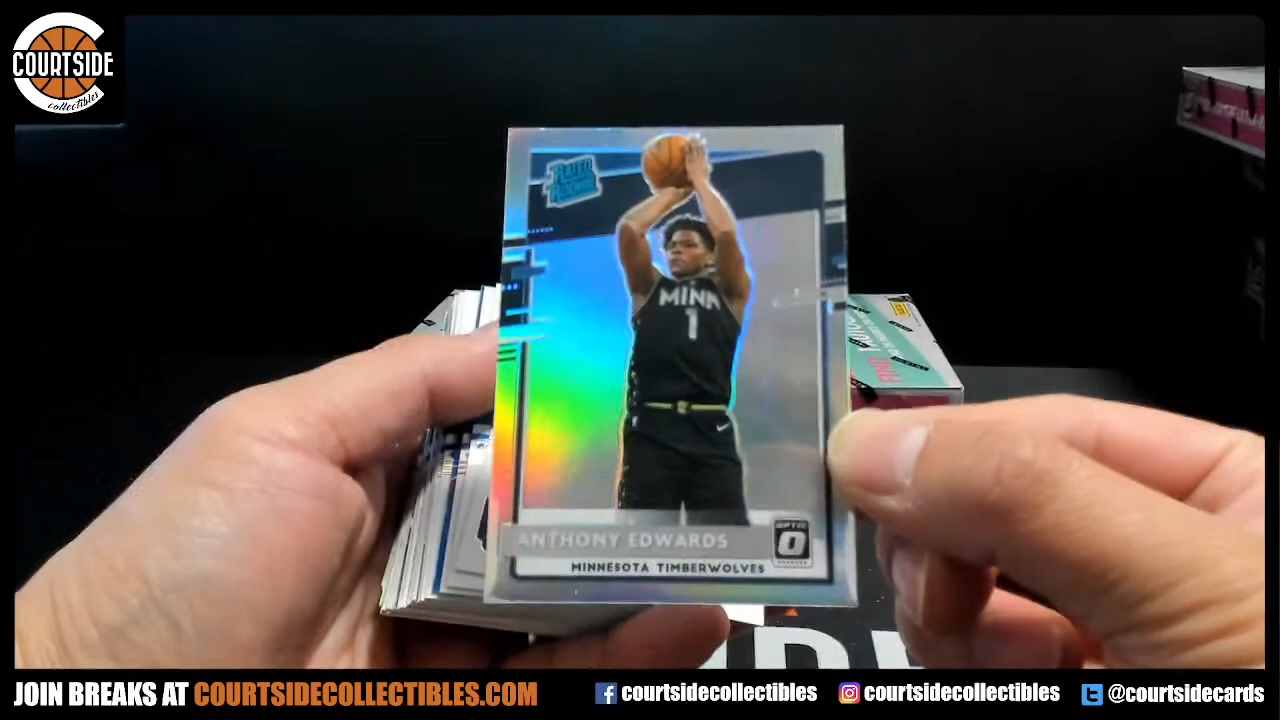 COURTSIDE
collectibles
RATED
ROOKIE
MINN
1
ANTHONY EDWARDS
OPTIC
MINNESOTA TIMBERWOLVES
JOIN BREAKS AT COURTSIDECOLLECTIBLES.COM
courtsidecollectibles
courtsidecollectibles
@courtsidecards